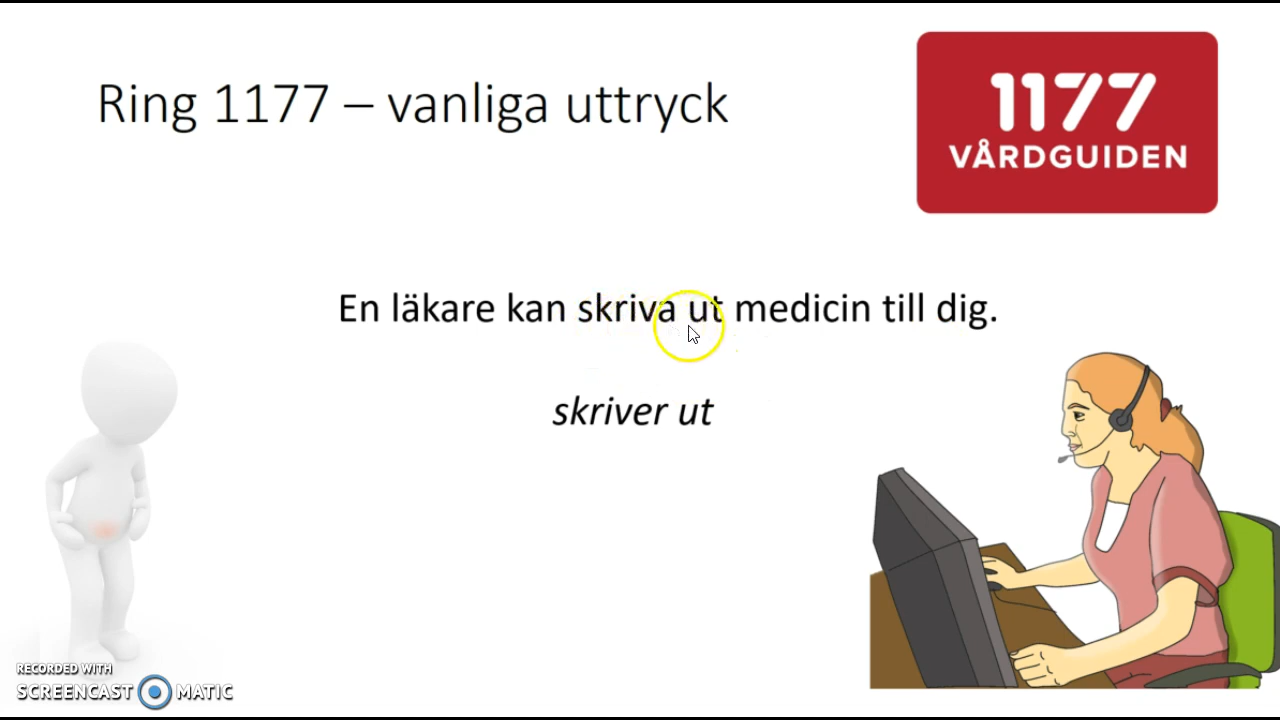 Ring 1177 – vanliga uttryck
1177
VÅRDGUIDEN
En läkare kan skriva ut medicin till dig.
skriver ut
RECORDED WITH
SCREENCAST MATIC